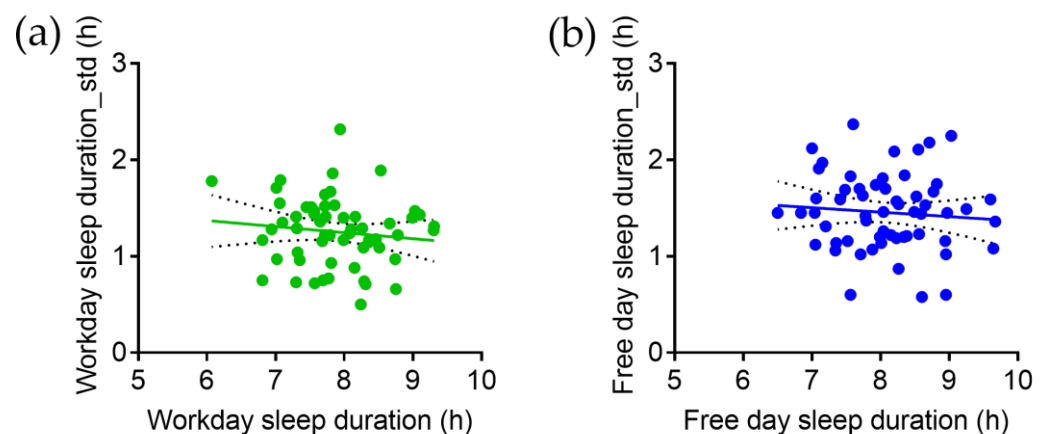 (a)
Workday sleep duration_std (h)
3
2
1
0
5 6 7 8 9 10
Workday sleep duration (h)
(b)
Free day sleep duration_std (h)
3
2
1
0
5 6 7 8 9 10
Free day sleep duration (h)